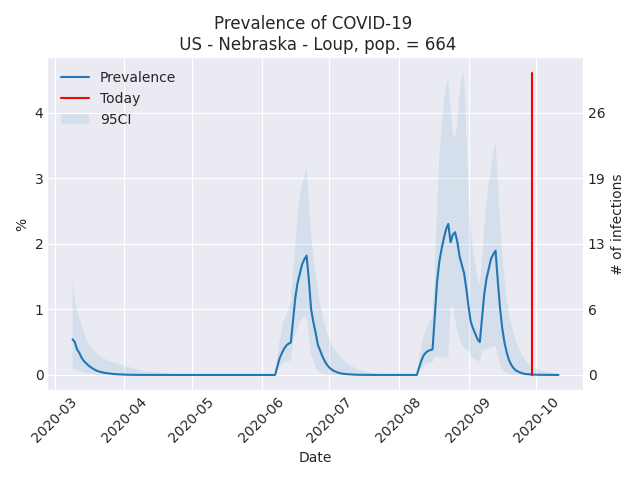 Prevalence of COVID-19
US - Nebraska - Loup, pop. = 664
Prevalence
Today
95CI
%
4
3
2
1
0
26
19
13
6
0
# of infections
2020-03
2020-04
2020-05
2020-06
2020-07
2020-08
2020-09
2020-10
Date